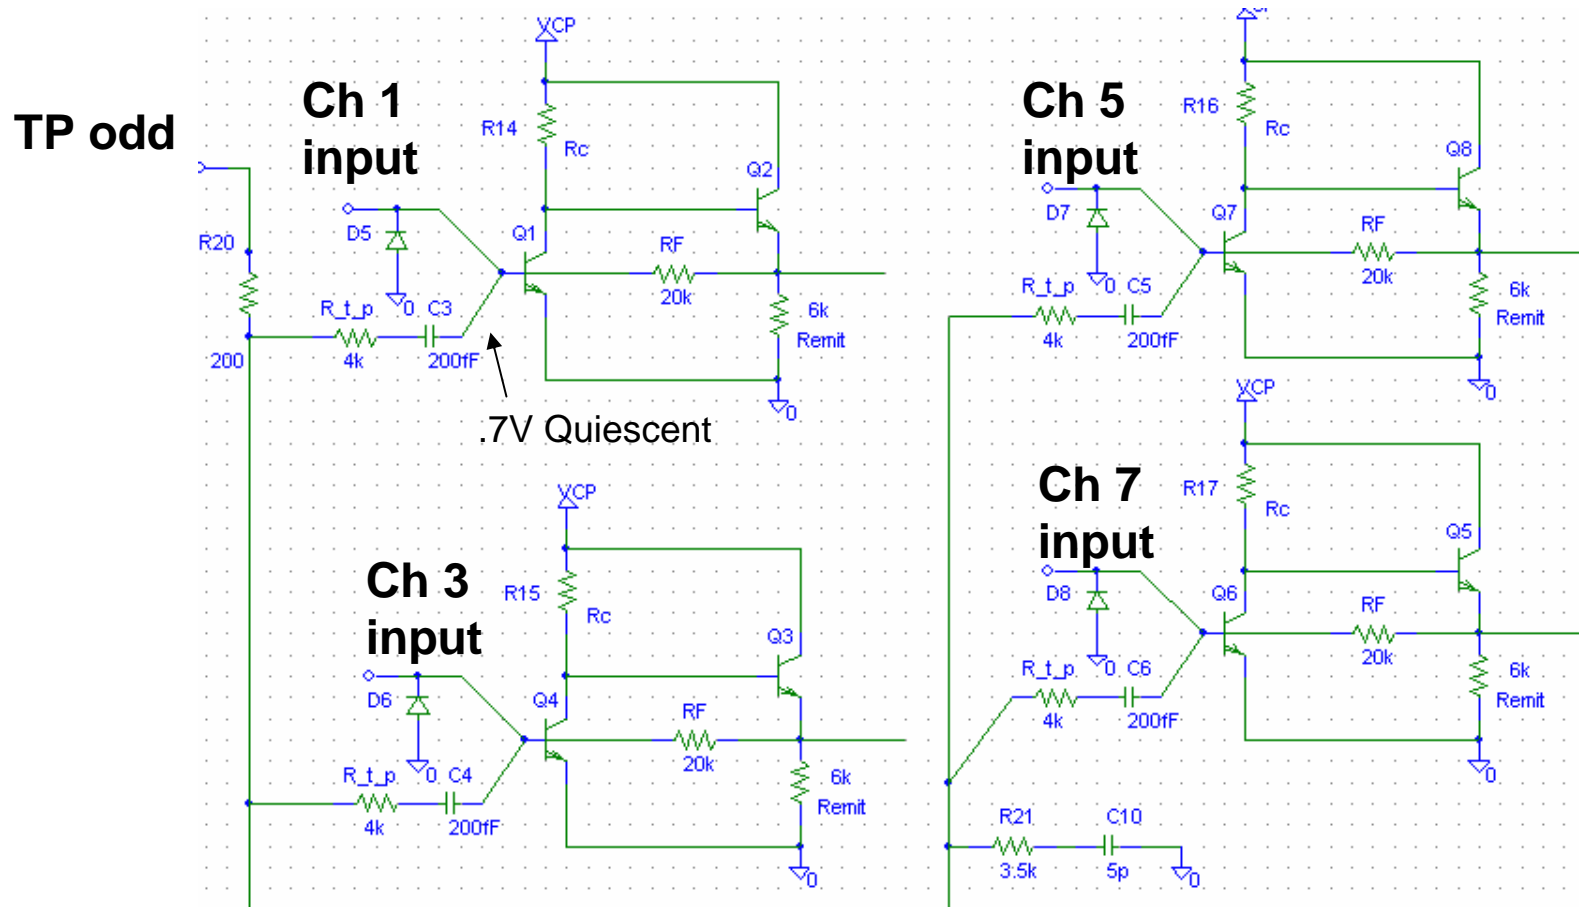 TP odd
R20
200
Ch 1
input
VCP
R14
Rc
Q2
D5
Q1
RF
20k
R_t_p
0
C3
4k
200fF
6k
Remit
0
.7V Quiescent
Ch 3
input
VCP
R15
Rc
Q3
D6
Q4
RF
20k
R_t_p
0
C4
4k
200fF
6k
Remit
0
Ch 5
input
R16
Rc
Q8
D7
Q7
RF
20k
R_t_p
0
C5
4k
200fF
6k
Remit
0
Ch 7
input
VCP
R17
Rc
Q5
D8
Q6
RF
20k
R_t_p
0
C6
4k
200fF
6k
Remit
0
R21
3.5k
C10
5p
0